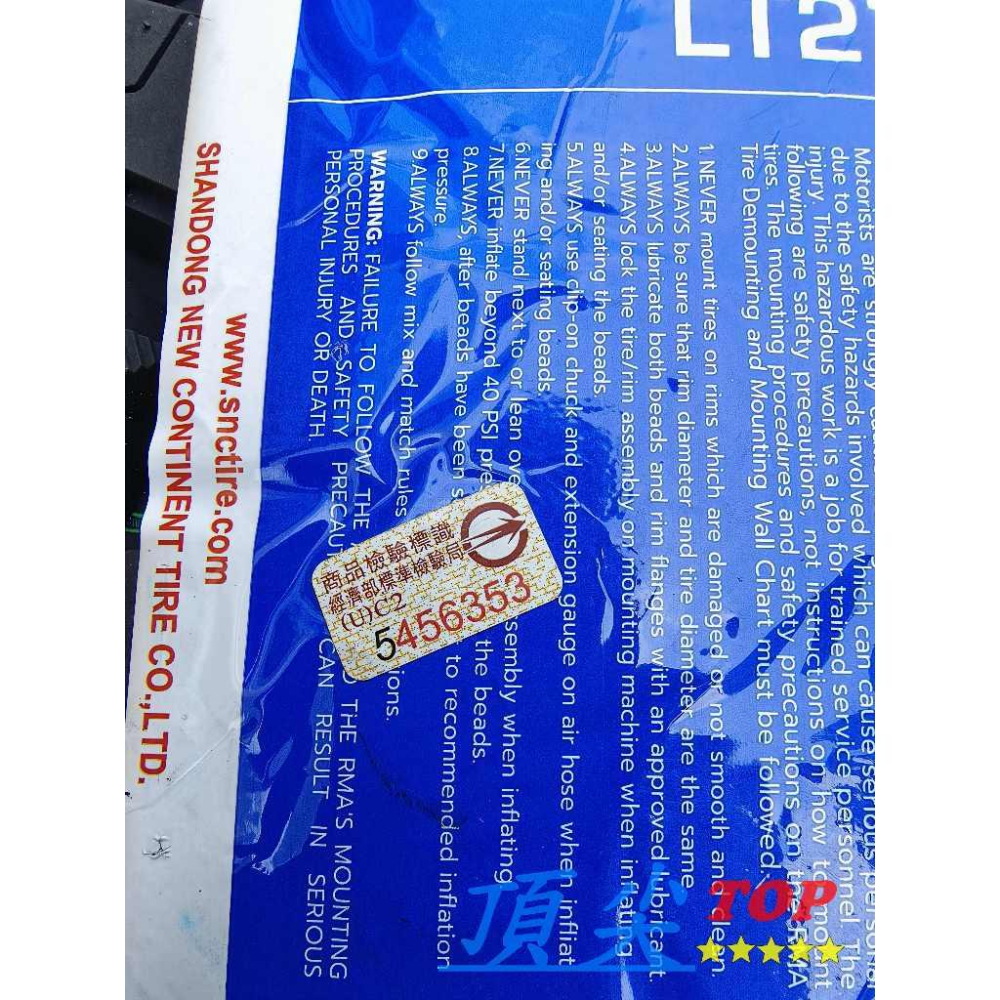 LT2
Motorists are strongly
due to the safety hazards involved which can cause serious personal
injury. This hazardous work is a job for trained service personnel. The
following are safety precautions, not instructions on how to mount
tires. The mounting procedures and safety precautions on the RMA
Tire Demounting and Mounting Wall Chart must be followed.
1.NEVER mount tires on rims which are damaged or not smooth and clean.
2.ALWAYS be sure that rim diameter and tire diameter are the same
3.ALWAYS lubricate both beads and rim flanges with an approved lubricant.
4.ALWAYS lock the tire/rim assembly on mounting machine when inflating
and/or seating the beads.
5.ALWAYS use clip-on chuck and extension gauge on air hose when inflat
ing and/or seating beads.
6.NEVER stand next to or lean over sembly when inflating
7.NEVER inflate beyond 40 PSI pre the beads.
8.ALWAYS, after beads have been s to recommended inflation
pressure.
9.ALWAYS follow mix and match rules ions.
WARNING: FAILURE TO FOLLOW THE THE RMA'S MOUNTING
PROCEDURES AND SAFETY PRECAU CAN RESULT IN SERIOUS
PERSONAL INJURY OR DEATH.
商品檢驗標識
經濟部標準檢驗局
(U)C2
5456353
www.snctire.com
SHANDONG NEW CONTINENT TIRE CO.,LTD.
頂尖 TOP